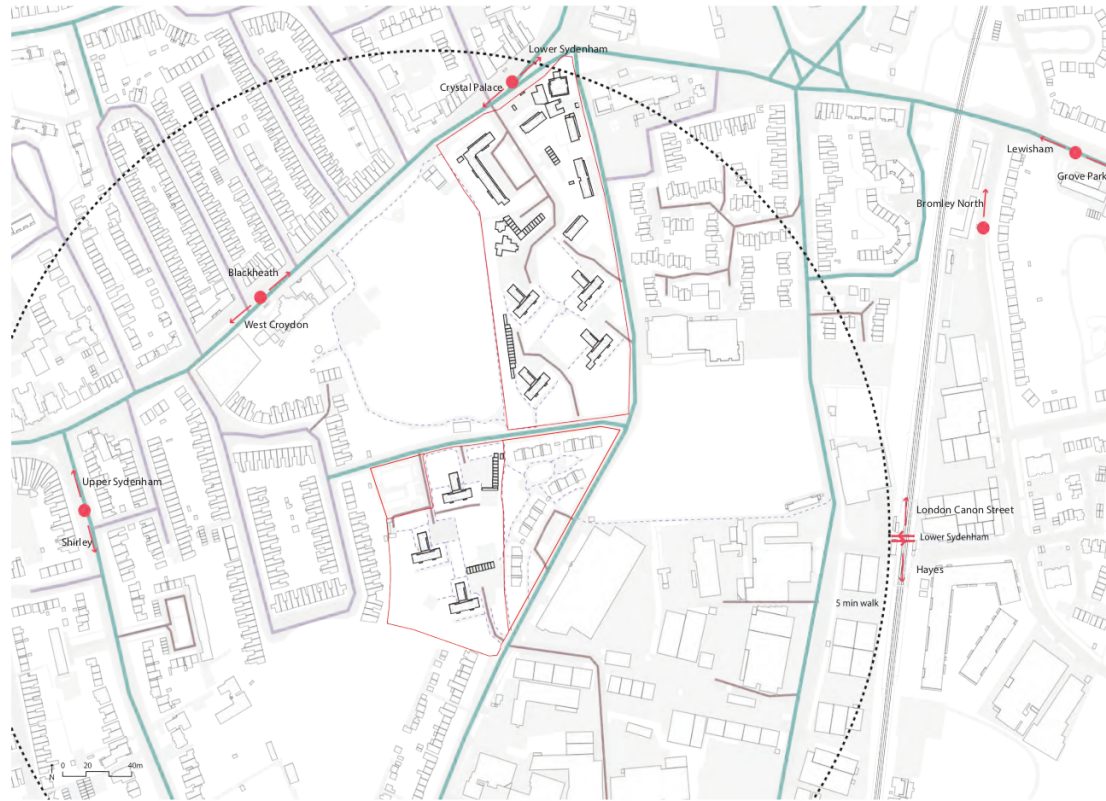 Lower Sydenham
Crystal Palace
Lewisham
Grove Park
Bromley North
Blackheath
West Croydon
Upper Sydenham
London Canon Street
Lower Sydenham
Shirley
Hayes
5 min walk
0 20 40m
N